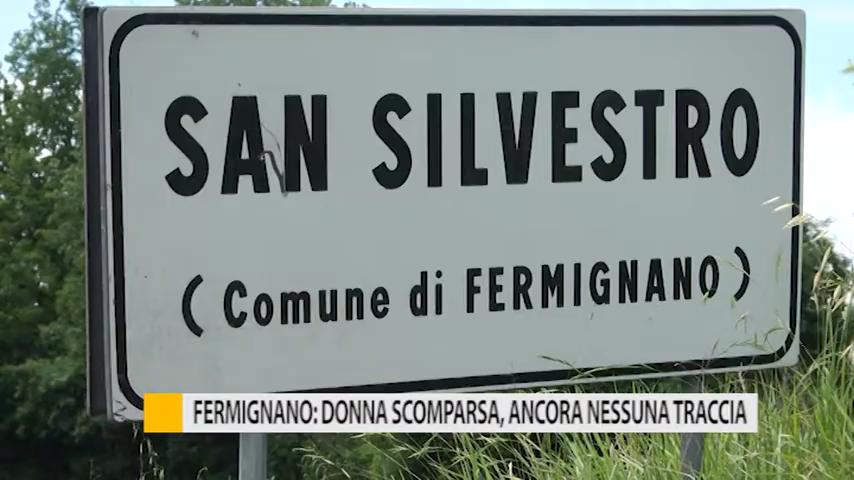 SAN SILVESTRO
(Comune di FERMIGNANO)
FERMIGNANO: DONNA SCOMPARSA, ANCORA NESSUNA TRACCIA